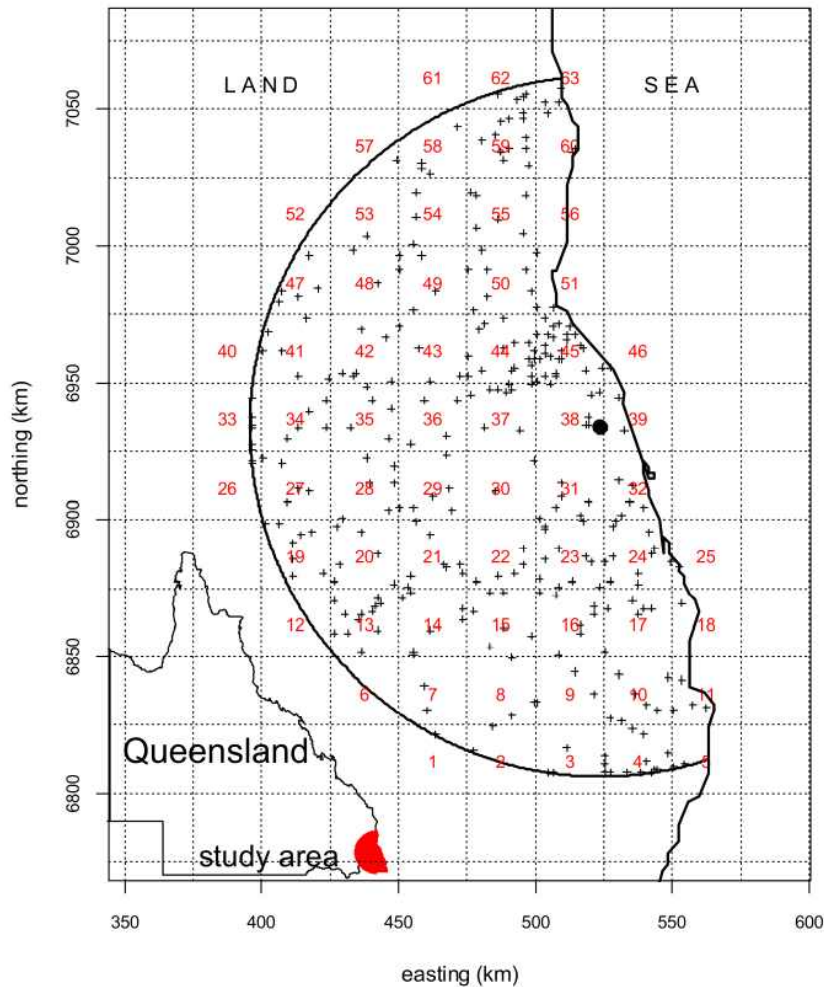 61 62 63
LAND SEA
7050
57 58 59 60
52 53 54 55 56
7000
47 48 49 50 51
40 41 42 43 44 45 46
6950
33 34 35 36 37 38 39
northing (km)
26 27 28 29 30 31 32
6900
19 20 21 22 23 24 25
12 13 14 15 16 17 18
6850
6 7 8 9 10 11
Queensland
1 2 3 4 5
6800
study area
350 400 450 500 550 600
easting (km)